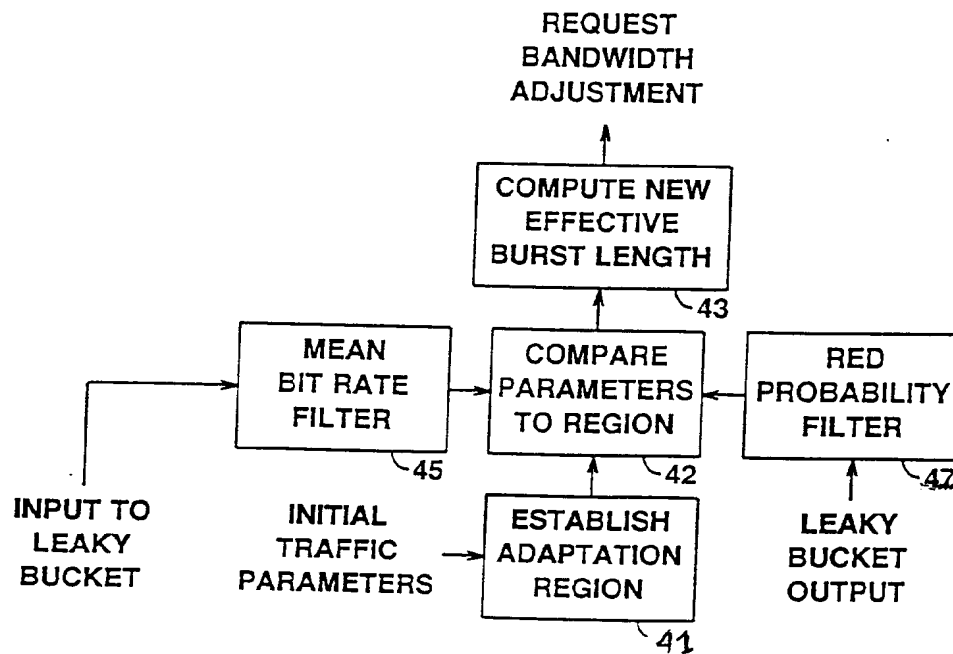 REQUEST
BANDWIDTH
ADJUSTMENT
COMPUTE NEW
EFFECTIVE
BURST LENGTH
43
MEAN
BIT RATE
FILTER
45
COMPARE
PARAMETERS
TO REGION
42
RED
PROBABILITY
FILTER
47
INPUT TO
LEAKY
BUCKET
INITIAL
TRAFFIC
PARAMETERS
ESTABLISH
ADAPTATION
REGION
41
LEAKY
BUCKET
OUTPUT